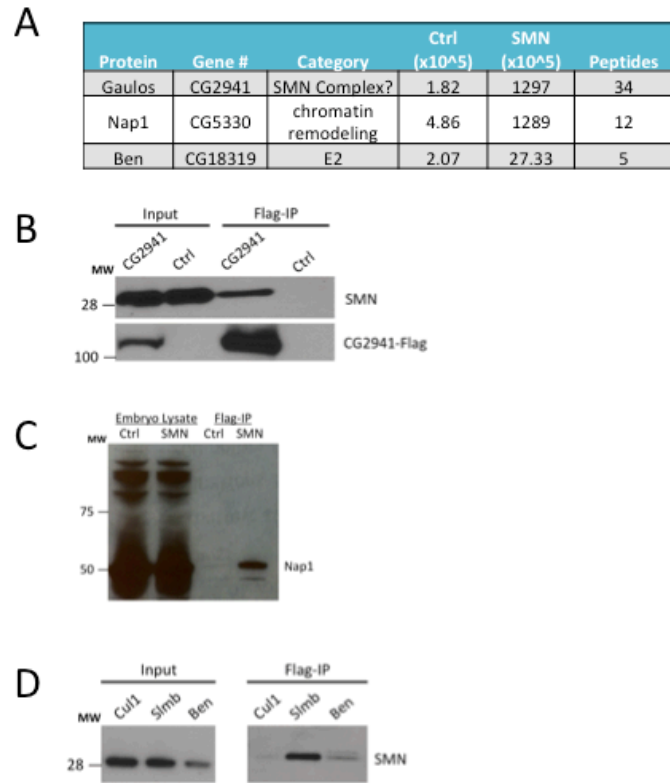 A
Protein Gene # Category Ctrl (x10^5) SMN (x10^5) Peptides
Gaulos CG2941 SMN Complex? 1.82 1297 34
Nap1 CG5330 chromatin remodeling 4.86 1289 12
Ben CG18319 E2 2.07 27.33 5
B
Input Flag-IP
MW CG2941 Ctrl CG2941 Ctrl
28 SMN
100 CG2941-Flag
C
Embryo Lysate Flag-IP
MW Ctrl SMN Ctrl SMN
75
50 Nap1
D
Input Flag-IP
MW Cul1 Slmb Ben Cul1 Slmb Ben
28 SMN